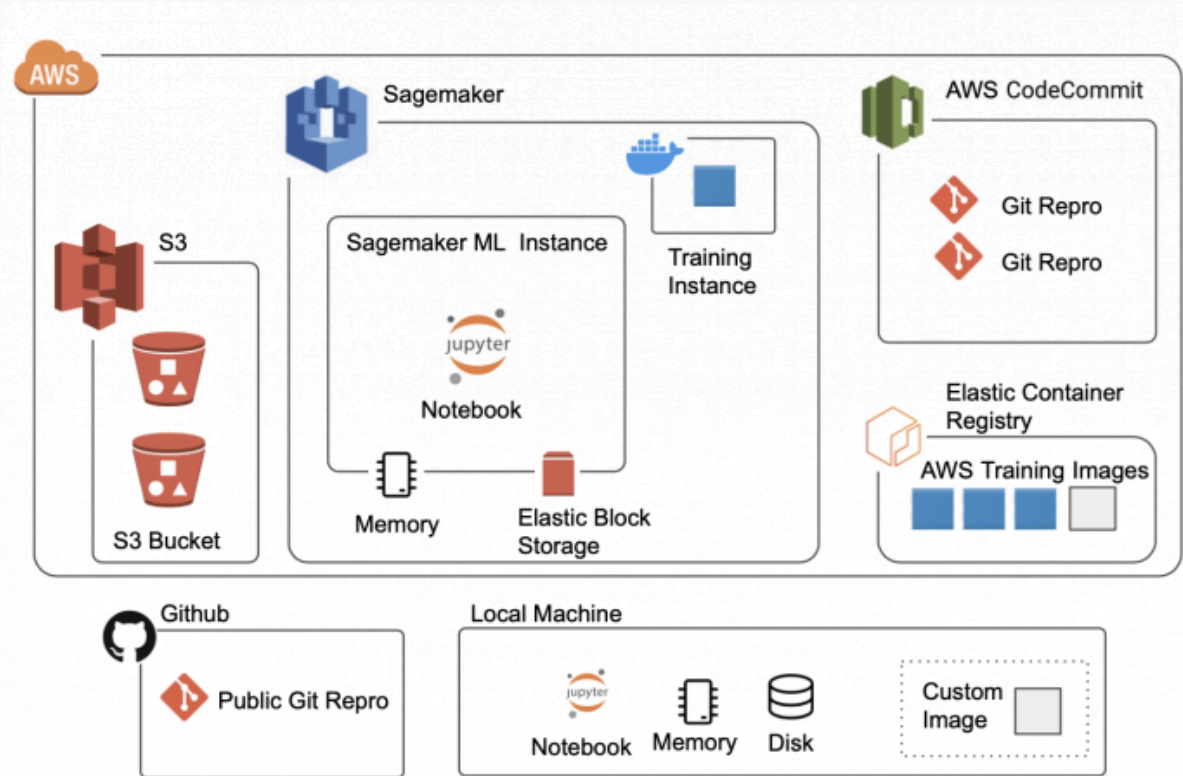 AWS
Sagemaker
AWS CodeCommit
S3
Sagemaker ML Instance
Training
Instance
Git Repro
Git Repro
jupyter
Notebook
Memory
Elastic Block
Storage
S3 Bucket
Elastic Container
Registry
AWS Training Images
Github
Public Git Repro
Local Machine
jupyter
Notebook
Memory
Disk
Custom
Image